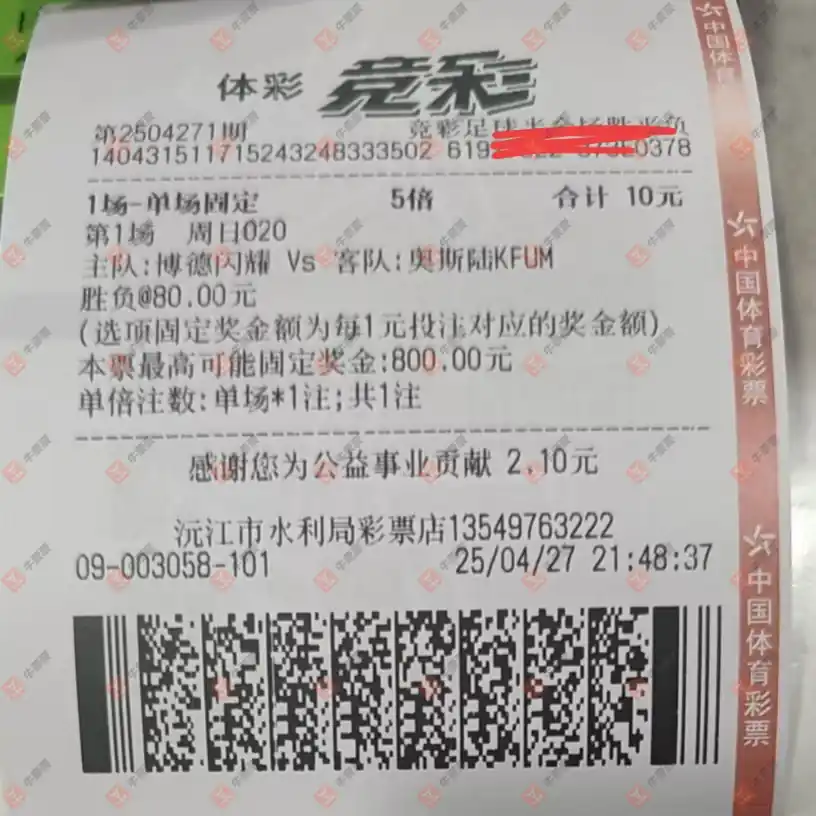 体彩 竞彩
第2504271期 竞彩足球半全场胜平负
14043151171524324833502 619 0378
1场-单场固定 5倍 合计 10元
第1场 周日020
主队:博德闪耀 Vs 客队:奥斯陆KFUM
胜负@80.00元
(选项固定奖金额为每1元投注对应的奖金额)
本票最高可能固定奖金:800.00元
单倍注数:单场*1注;共1注
感谢您为公益事业贡献 2.10元
沅江市水利局彩票店13549763222
09-003058-101 25/04/27 21:48:37
中国体育
中国体育彩票
中国体育彩票